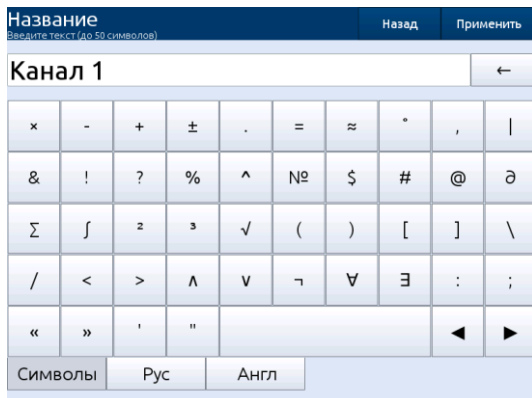 Название
Назад
Применить
Введите текст (до 50 символов)
Канал 1
←
× - + ± . = ≈ ° , |
& ! ? % ^ № $ # @ ∂
∑ ∫ ² ³ √ ( ) [ ] \
/ < > ∧ ∨ ¬ ∀ ∃ : ;
« » ' " ◄ ►
Символы Рус Англ